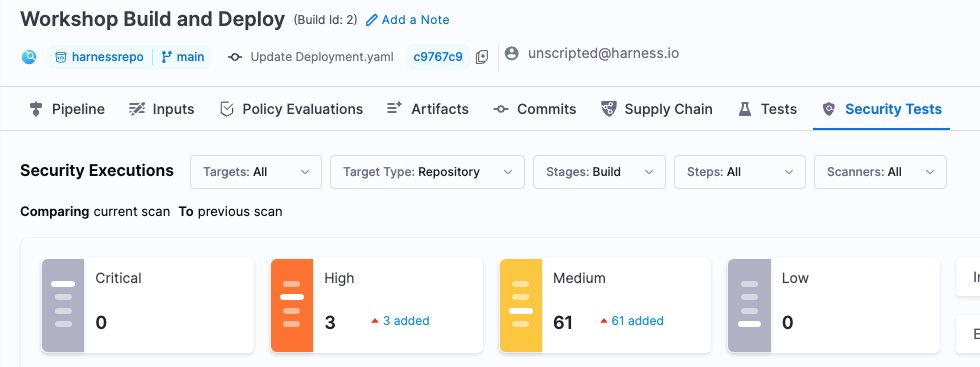 Workshop Build and Deploy (Build Id: 2) Add a Note
harnessrepo main Update Deployment.yaml c9767c9 unscripted@harness.io
Pipeline Inputs Policy Evaluations Artifacts Commits Supply Chain Tests Security Tests
Security Executions Targets: All Target Type: Repository Stages: Build Steps: All Scanners: All
Comparing current scan To previous scan
Critical High Medium Low
0 3 3 added 61 61 added 0